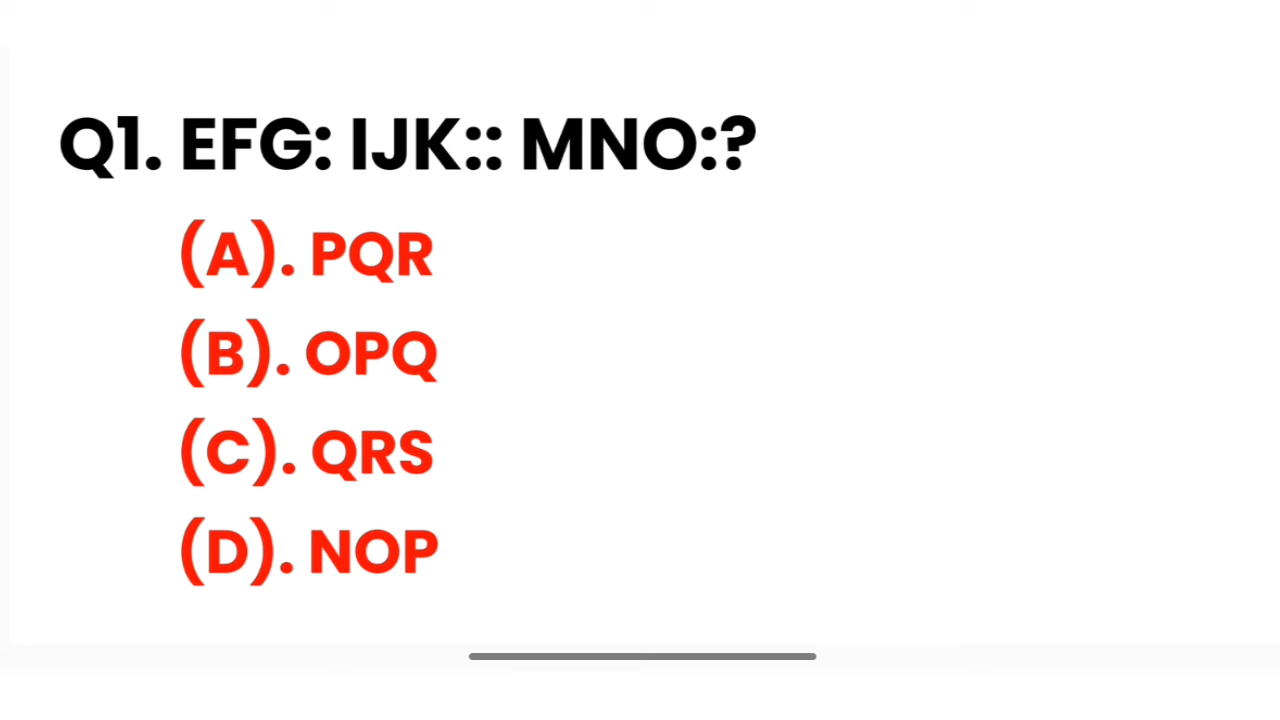 Q1. EFG: IJK:: MNO:?
(A). PQR
(B). OPQ
(C). QRS
(D). NOP